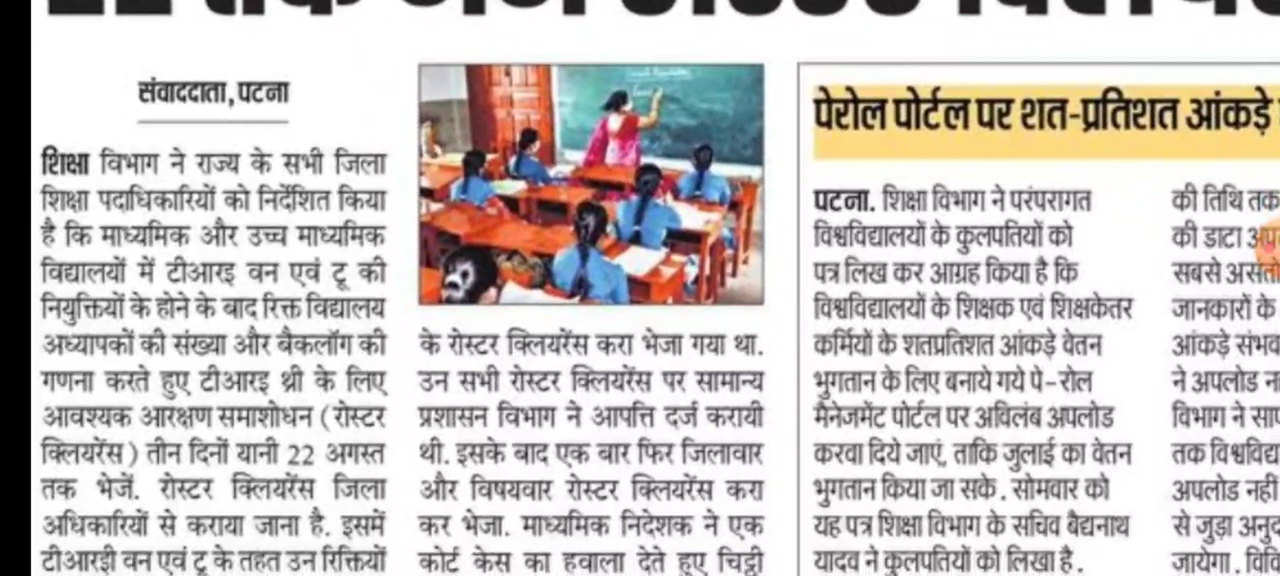 संवाददाता, पटना
शिक्षा विभाग ने राज्य के सभी जिला
शिक्षा पदाधिकारियों को निर्देशित किया
है कि माध्यमिक और उच्च माध्यमिक
विद्यालयों में टीआरइ वन एवं टू की
नियुक्तियों के होने के बाद रिक्त विद्यालय
अध्यापकों की संख्या और बैकलॉग की
गणना करते हुए टीआरइ थ्री के लिए
आवश्यक आरक्षण समाशोधन (रोस्टर
क्लियरेंस) तीन दिनों यानी 22 अगस्त
तक भेजें. रोस्टर क्लियरेंस जिला
अधिकारियों से कराया जाना है. इसमें
टीआरइी वन एवं टू के तहत उन रिक्तियों
के रोस्टर क्लियरेंस करा भेजा गया था.
उन सभी रोस्टर क्लियरेंस पर सामान्य
प्रशासन विभाग ने आपत्ति दर्ज करायी
थी. इसके बाद एक बार फिर जिलावार
और विषयवार रोस्टर क्लियरेंस करा
कर भेजा. माध्यमिक निदेशक ने एक
कोर्ट केस का हवाला देते हुए चिट्ठी
पेरोल पोर्टल पर शत-प्रतिशत आंकड़े
पटना. शिक्षा विभाग ने परंपरागत
विश्वविद्यालयों के कुलपतियों को
पत्र लिख कर आग्रह किया है कि
विश्वविद्यालयों के शिक्षक एवं शिक्षकेतर
कर्मियों के शतप्रतिशत आंकड़े वेतन
भुगतान के लिए बनाये गये पे-रोल
मैनेजमेंट पोर्टल पर अविलंब अपलोड
करवा दिये जाएं, ताकि जुलाई का वेतन
भुगतान किया जा सके. सोमवार को
यह पत्र शिक्षा विभाग के सचिव बैद्यनाथ
यादव ने कुलपतियों को लिखा है.
की तिथि तक
की डाटा
सबसे
जानकारों के
आंकड़े
ने अपलोड
विभाग ने
तक
अपलोड नहीं
से जुड़ा
जायेगा.